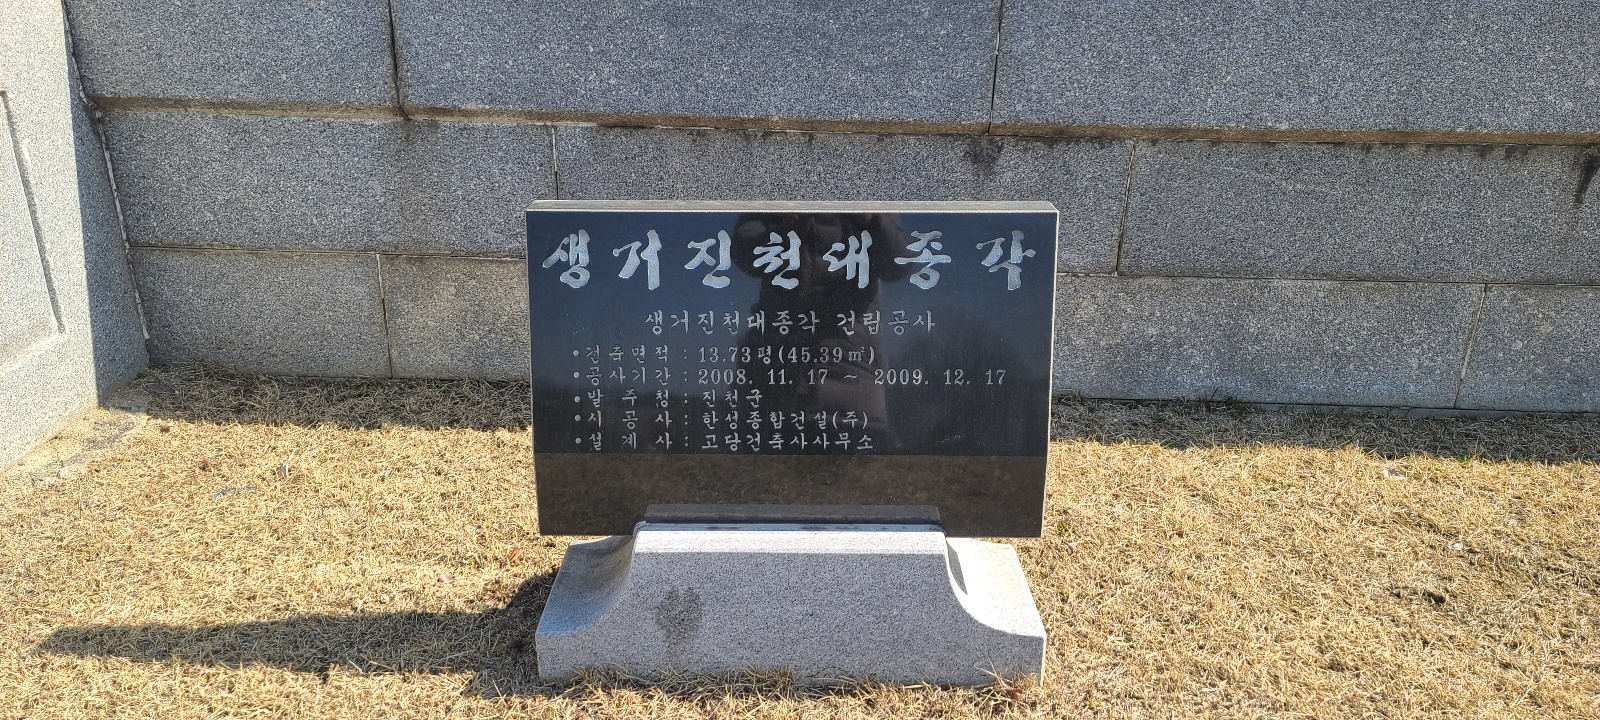 생거진천대종각
생거진천대종각 건립공사
•건축면적 : 13.73평(45.39㎡)
•공사기간 : 2008. 11. 17 ~ 2009. 12. 17
•발주청 : 진천군
•시공사 : 한성종합건설(주)
•설계사 : 고당건축사사무소